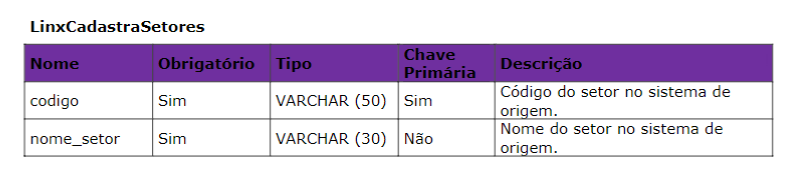 LinxCadastraSetores
Nome Obrigatório Tipo Chave Primária Descrição
codigo Sim VARCHAR (50) Sim Código do setor no sistema de origem.
nome_setor Sim VARCHAR (30) Não Nome do setor no sistema de origem.